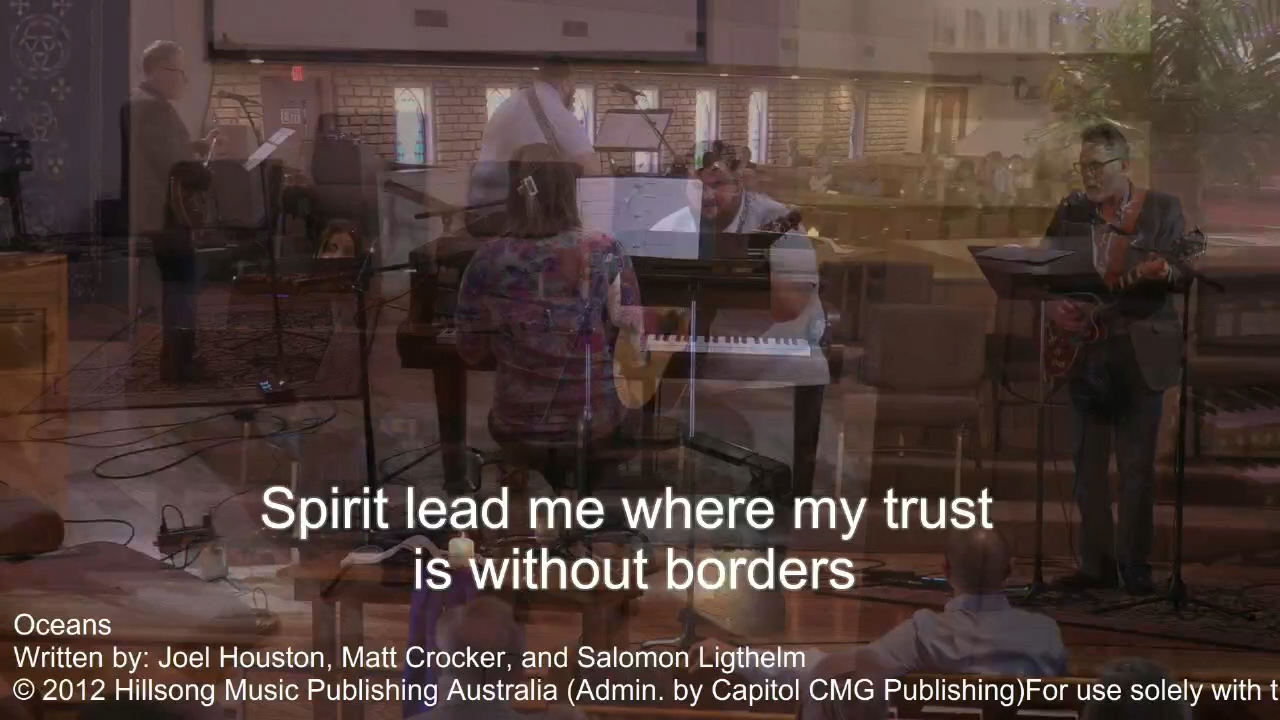 Spirit lead me where my trust
is without borders
Oceans
Written by: Joel Houston, Matt Crocker, and Salomon Ligthelm
© 2012 Hillsong Music Publishing Australia (Admin. by Capitol CMG Publishing)For use solely with t